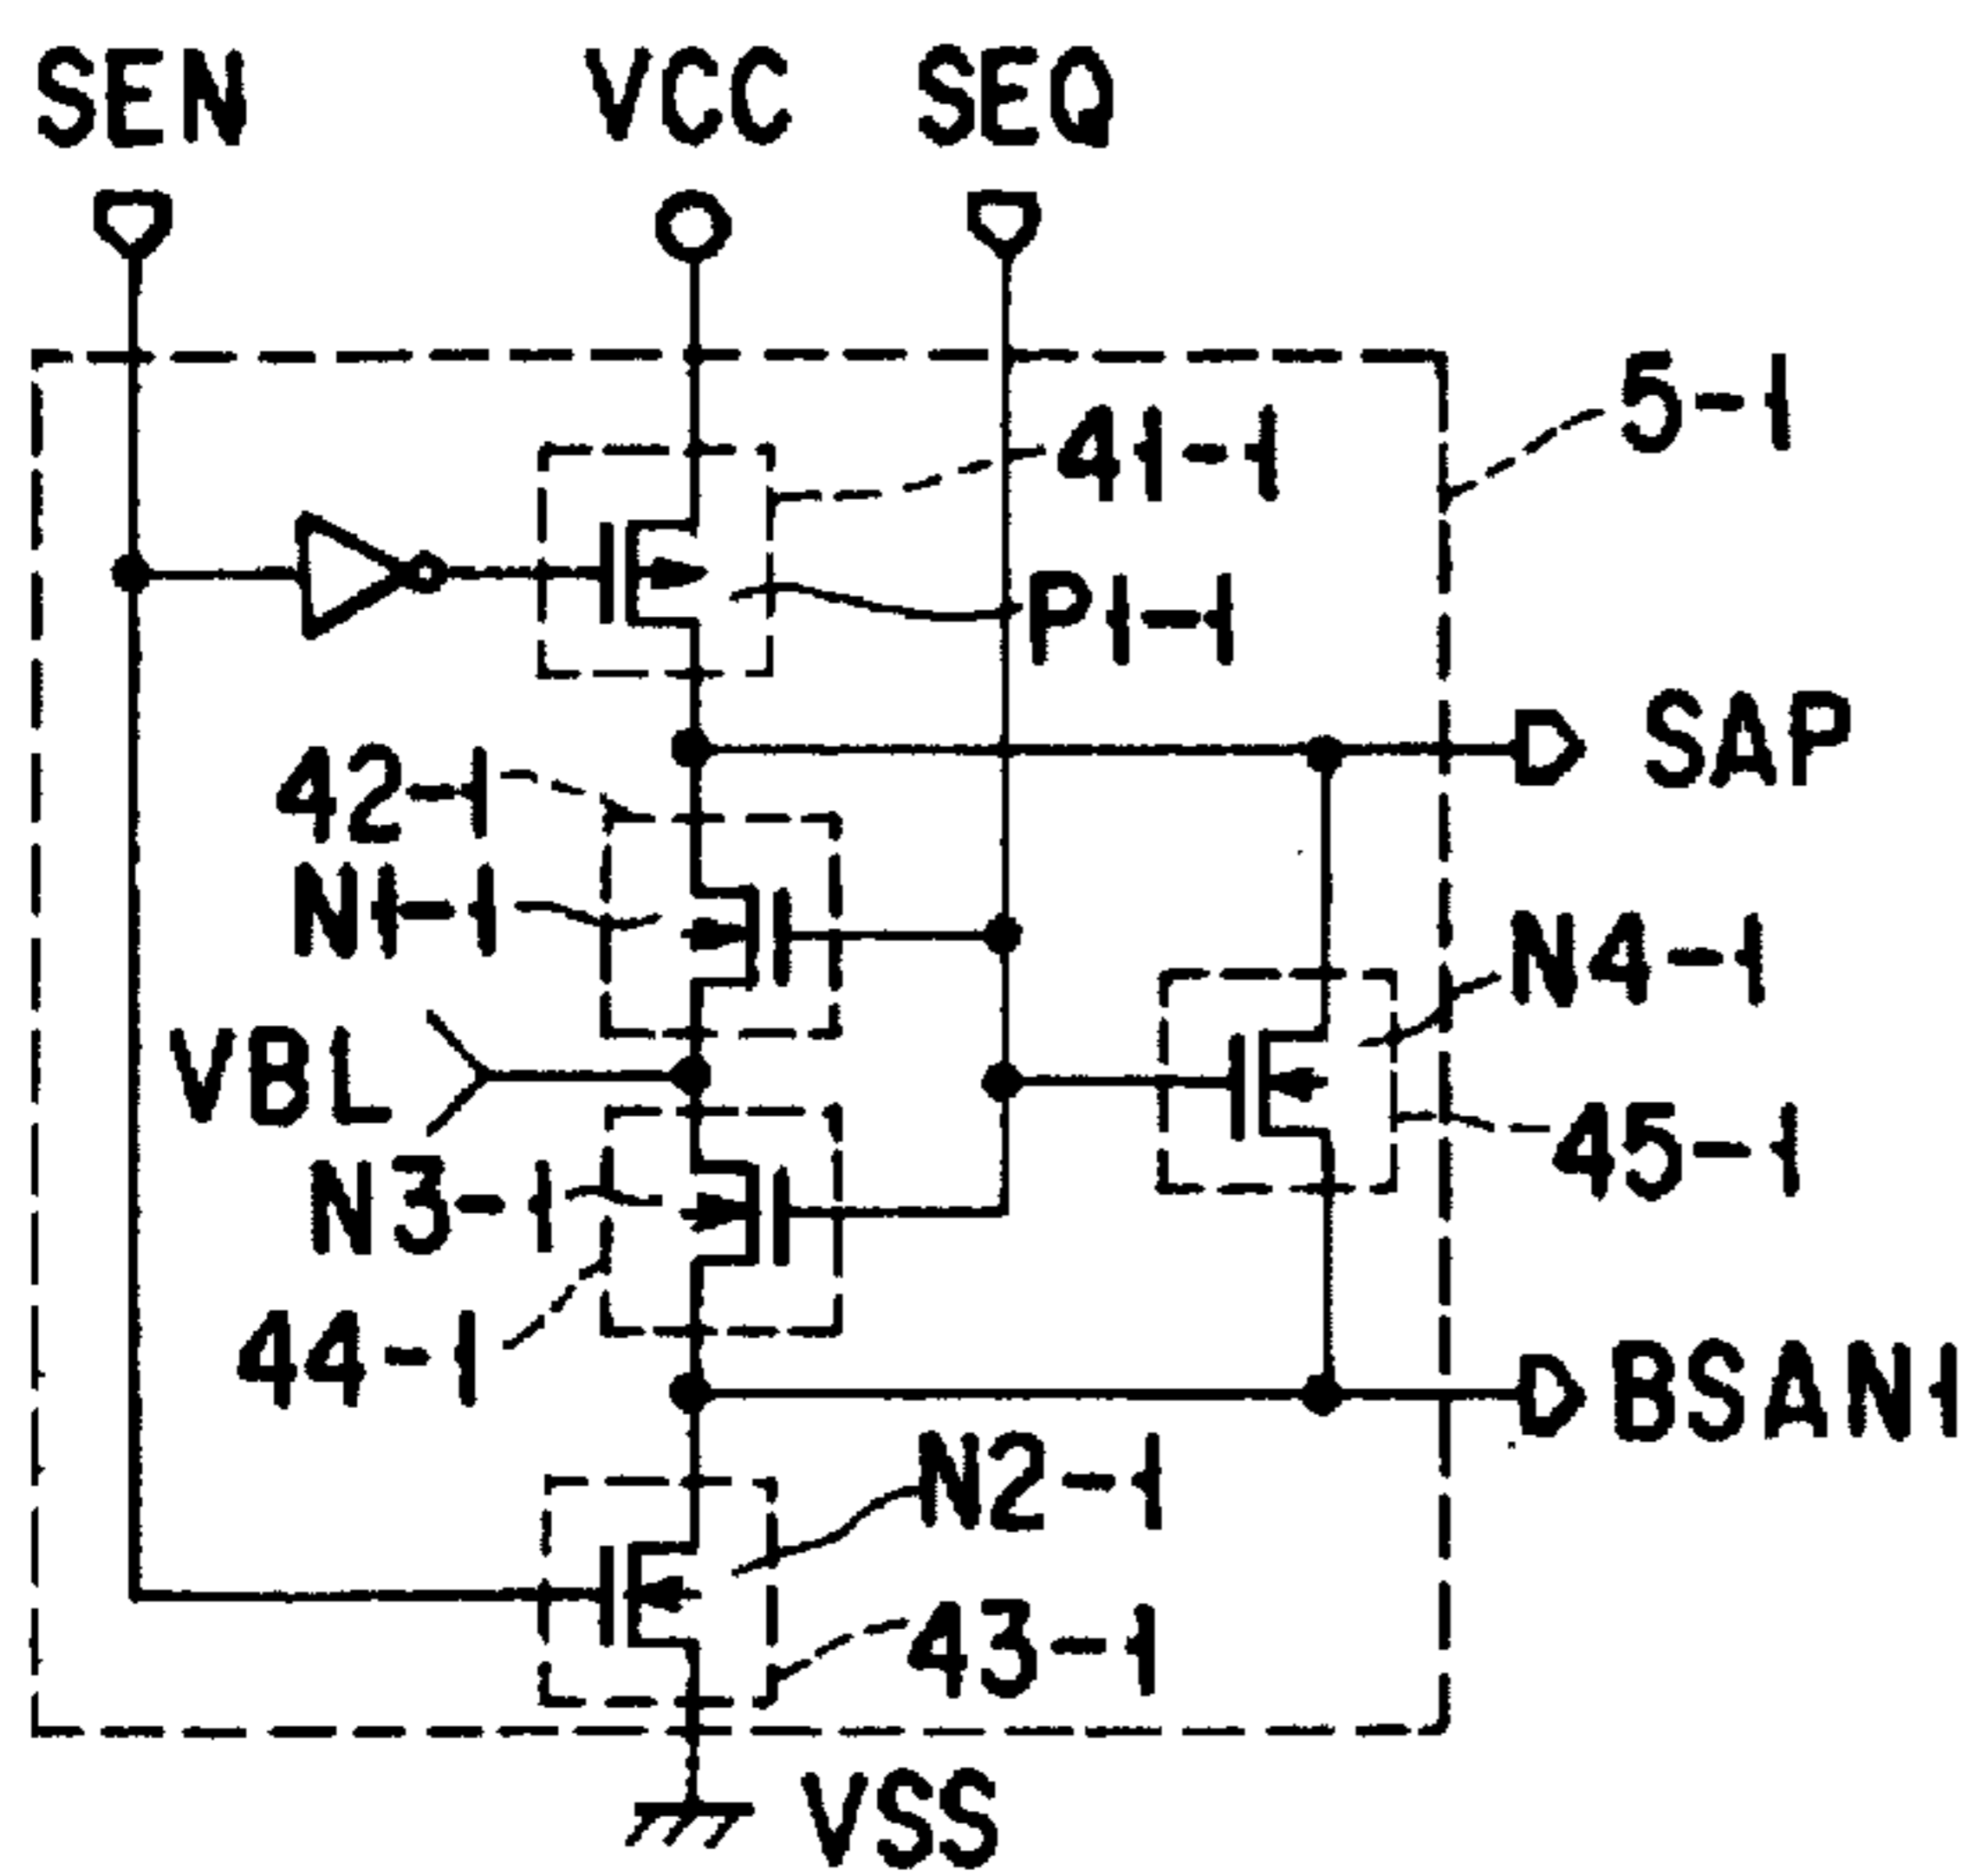 SEN VCC SEQ
5-1
41-1
P1-1
SAP
42-1
N1-1
N4-1
VBL
45-1
N3-1
44-1
BSAN1
N2-1
43-1
VSS